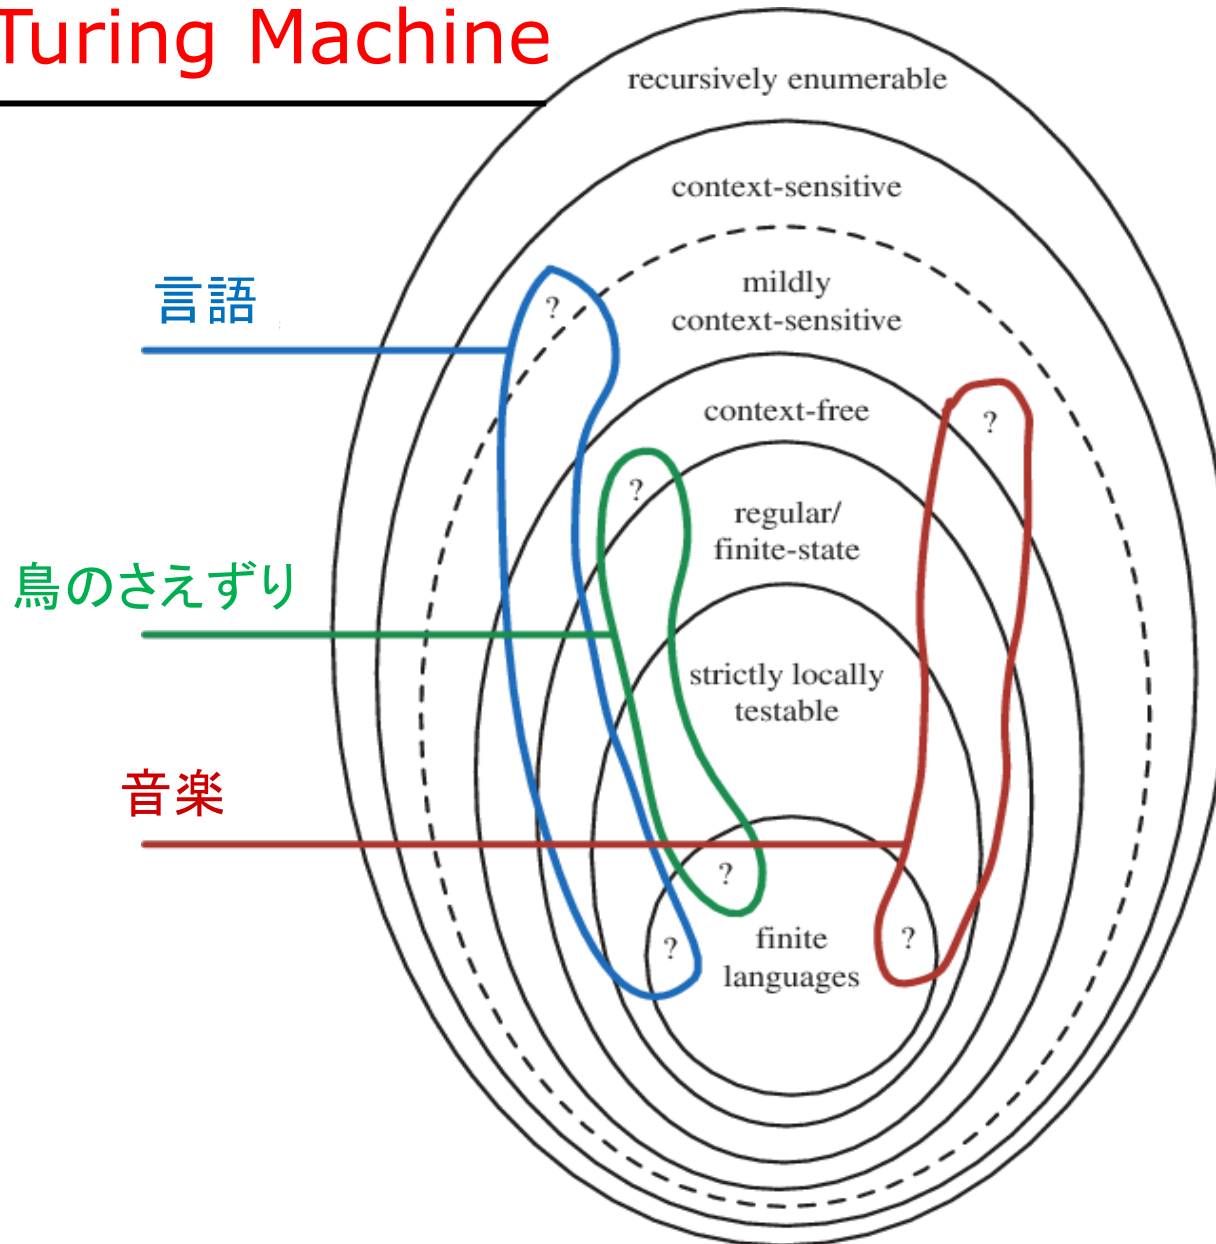 Turing Machine
recursively enumerable
context-sensitive
言語
?
mildly
context-sensitive
context-free
?
?
regular/
finite-state
鳥のさえずり
strictly locally
testable
音楽
?
?
?
finite
languages